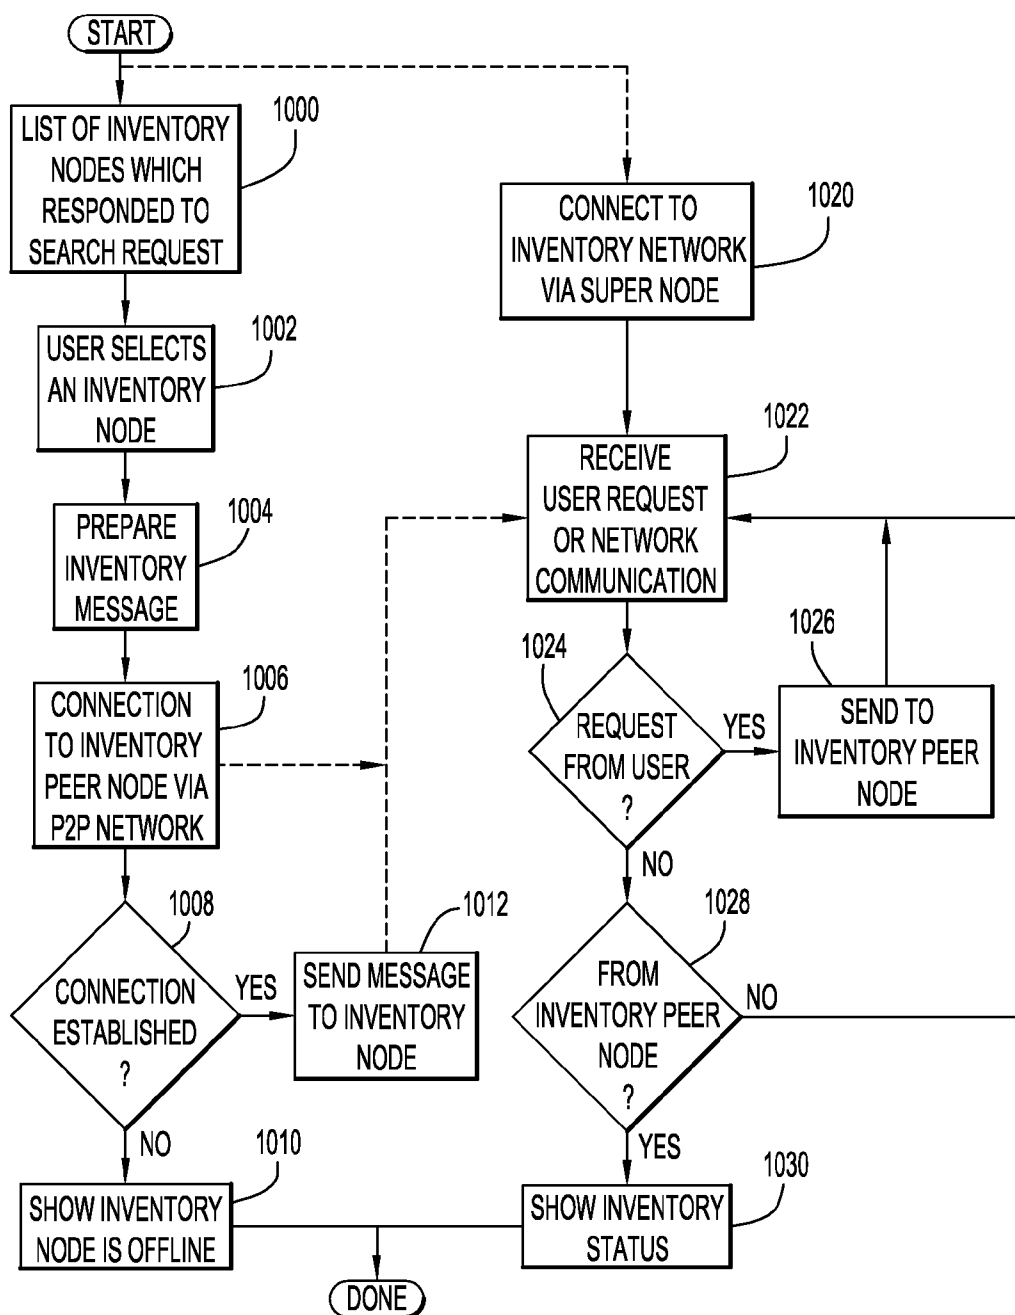 START
1000
LIST OF INVENTORY
NODES WHICH
RESPONDED TO
SEARCH REQUEST
1002
USER SELECTS
AN INVENTORY
NODE
1004
PREPARE
INVENTORY
MESSAGE
1006
CONNECTION
TO INVENTORY
PEER NODE VIA
P2P NETWORK
1008
CONNECTION
ESTABLISHED
?
YES
1012
SEND MESSAGE
TO INVENTORY
NODE
NO
1010
SHOW INVENTORY
NODE IS OFFLINE
1020
CONNECT TO
INVENTORY NETWORK
VIA SUPER NODE
1022
RECEIVE
USER REQUEST
OR NETWORK
COMMUNICATION
1024
REQUEST
FROM USER
?
YES
1026
SEND TO
INVENTORY PEER
NODE
NO
1028
FROM
INVENTORY PEER
NODE
?
NO
YES
1030
SHOW INVENTORY
STATUS
DONE